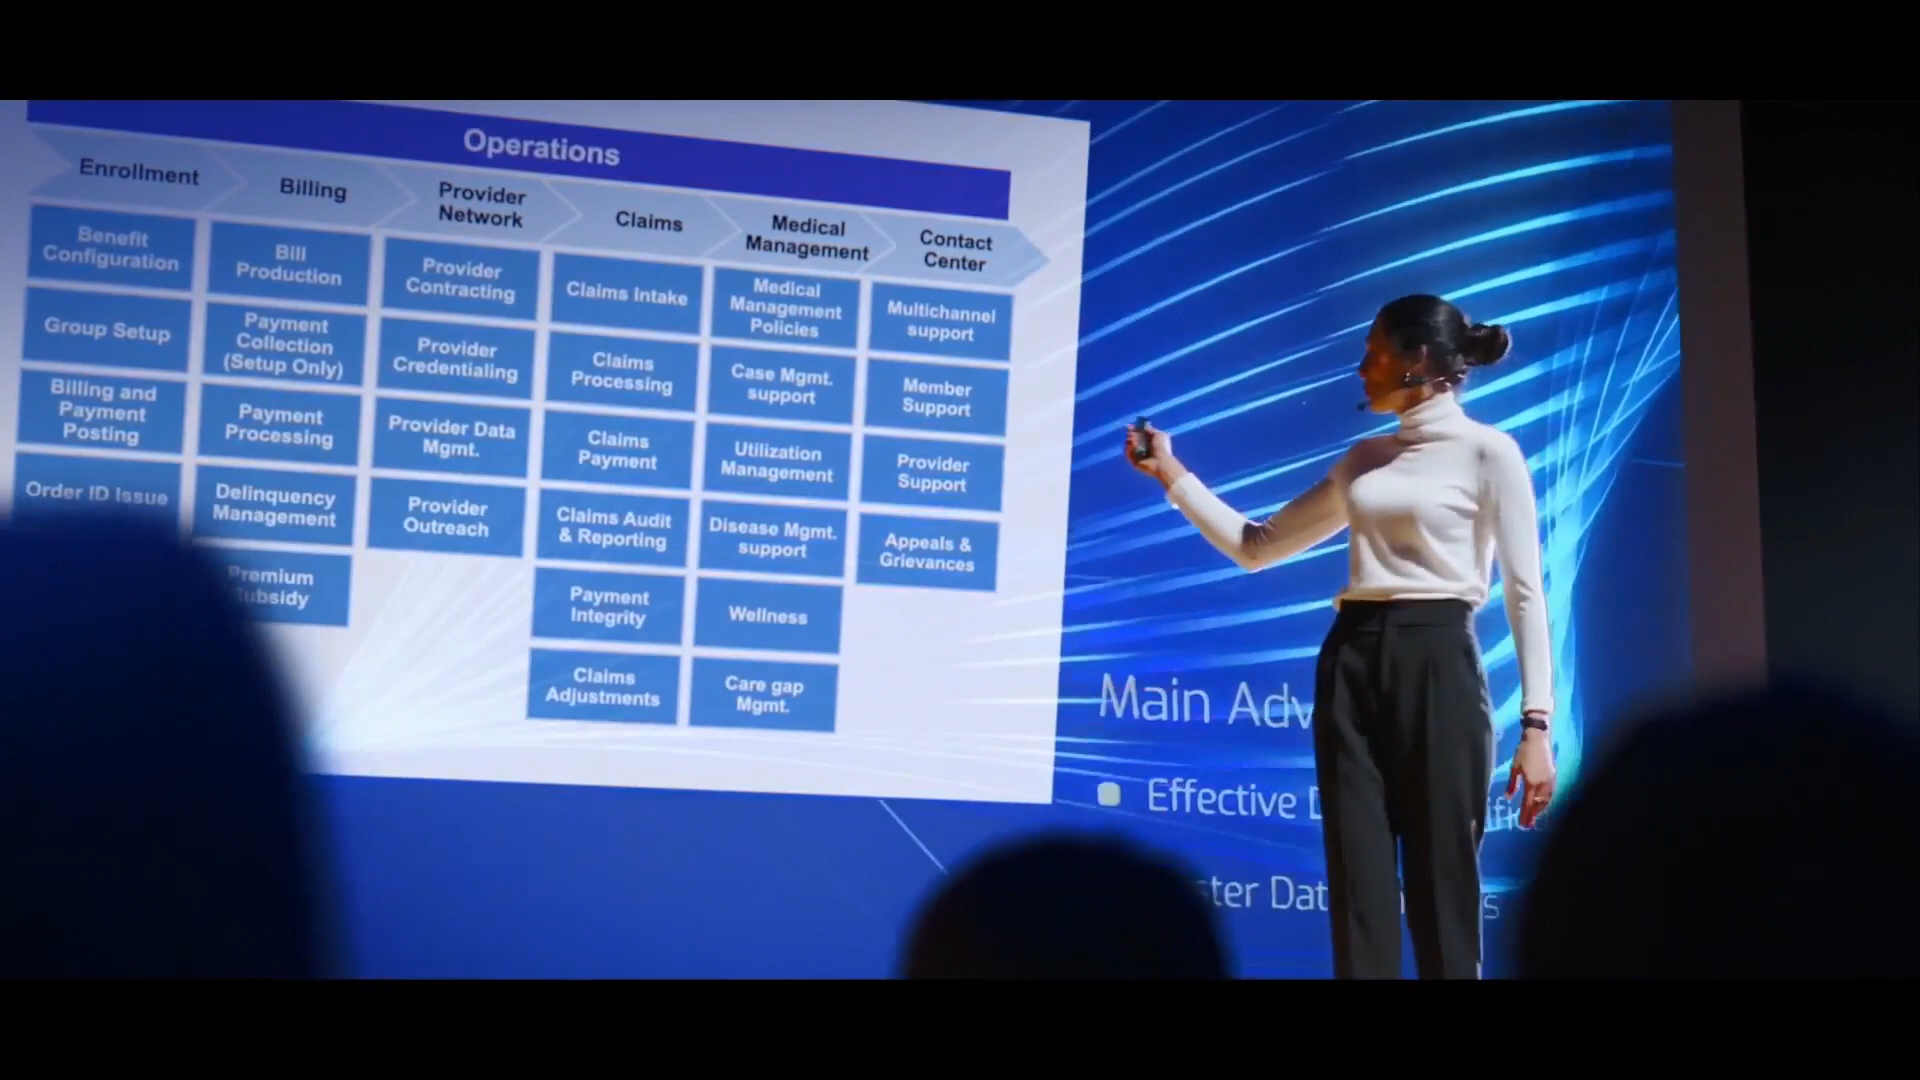 Operations
Enrollment
Billing
Provider
Network
Claims
Medical
Management
Contact
Center
Benefit
Configuration
Group Setup
Billing and
Payment
Posting
Order ID Issue
Bill
Production
Payment
Collection
(Setup Only)
Payment
Processing
Delinquency
Management
Premium
Provider
Contracting
Provider
Credentialing
Provider Data
Mgmt.
Provider
Outreach
Claims Intake
Claims
Processing
Claims
Payment
Claims Audit
& Reporting
Payment
Integrity
Claims
Adjustments
Medical
Management
Policies
Case Mgmt.
support
Utilization
Management
Disease Mgmt.
support
Wellness
Care gap
Mgmt.
Multichannel
support
Member
Support
Provider
Support
Appeals &
Grievances
Main
Effective